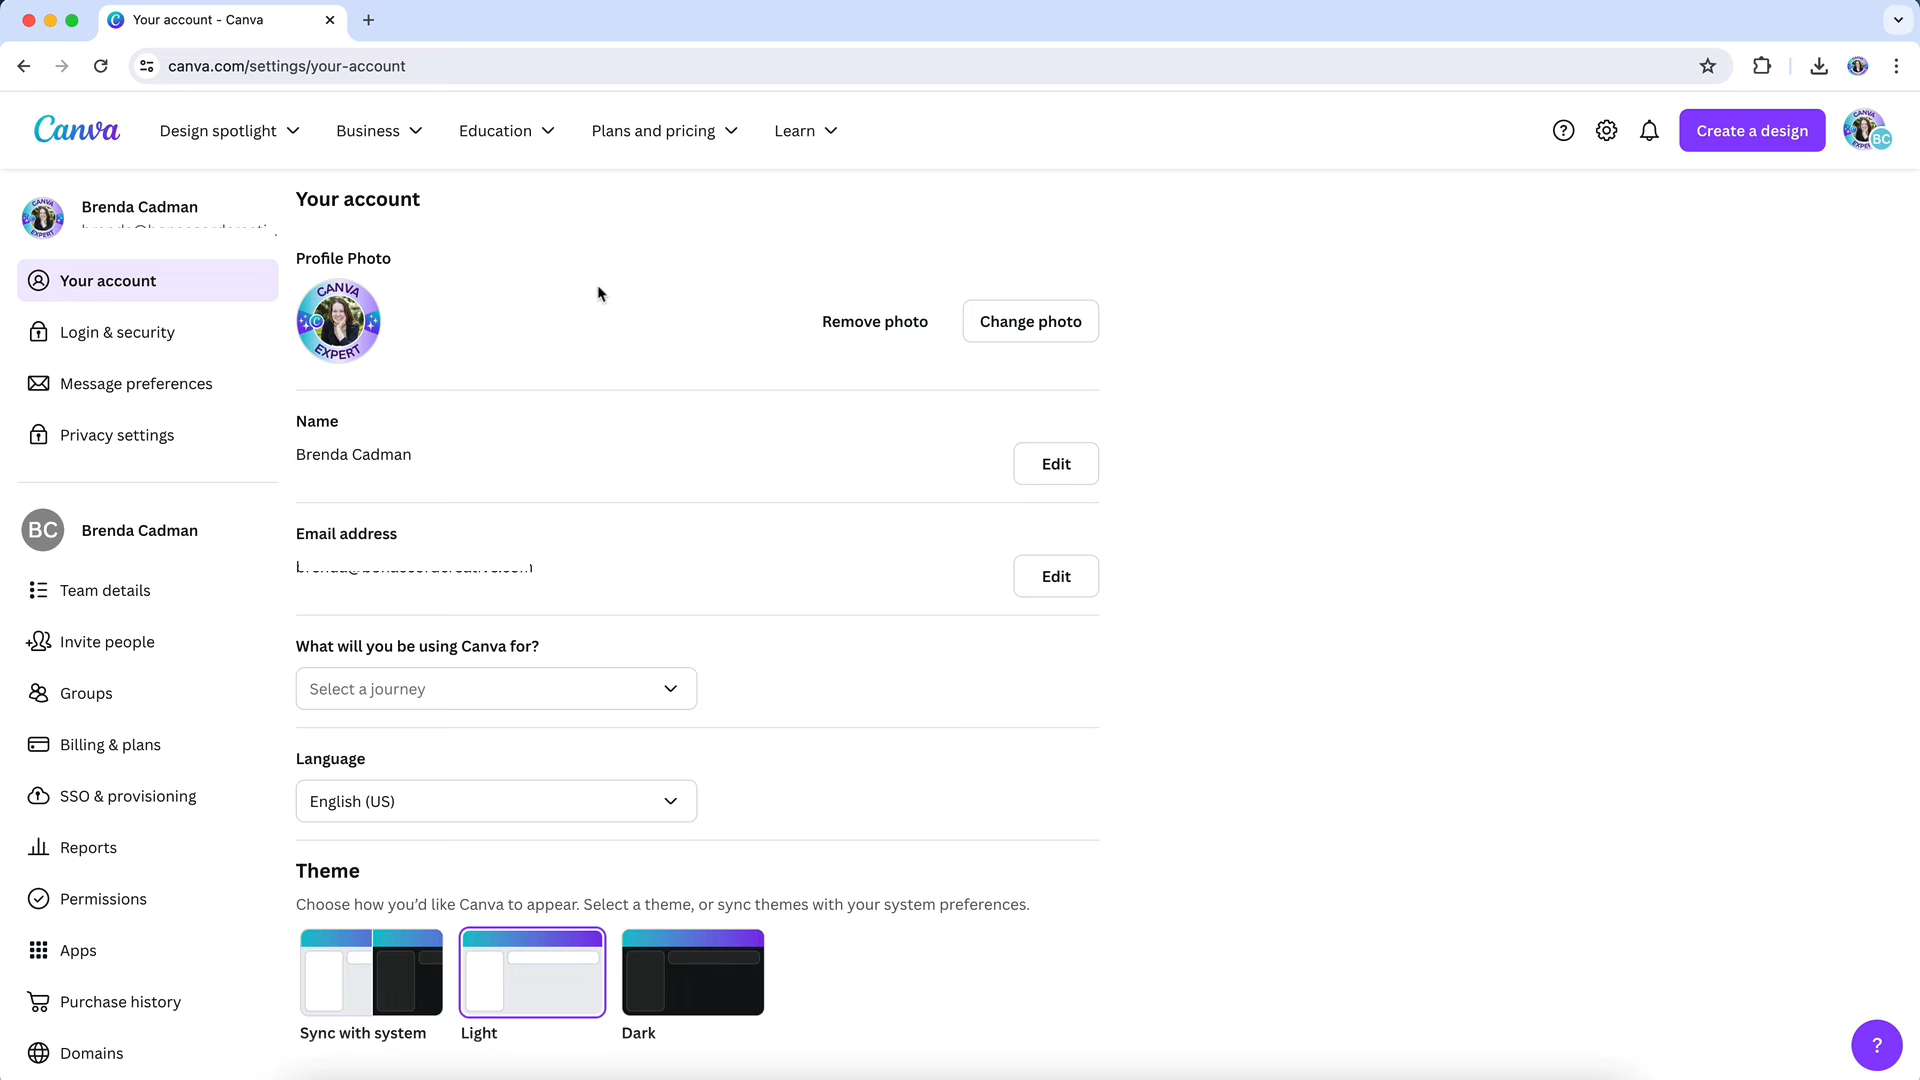 Your account - Canva
canva.com/settings/your-account
Canva
Design spotlight
Business
Education
Plans and pricing
Learn
Create a design
BC
Brenda Cadman
Your account
Login & security
Message preferences
Privacy settings
BC
Brenda Cadman
Team details
Invite people
Groups
Billing & plans
SSO & provisioning
Reports
Permissions
Apps
Purchase history
Domains
Your account
Profile Photo
CANVA
EXPERT
Remove photo
Change photo
Name
Brenda Cadman
Edit
Email address
Edit
What will you be using Canva for?
Select a journey
Language
English (US)
Theme
Choose how you’d like Canva to appear. Select a theme, or sync themes with your system preferences.
Sync with system
Light
Dark
?